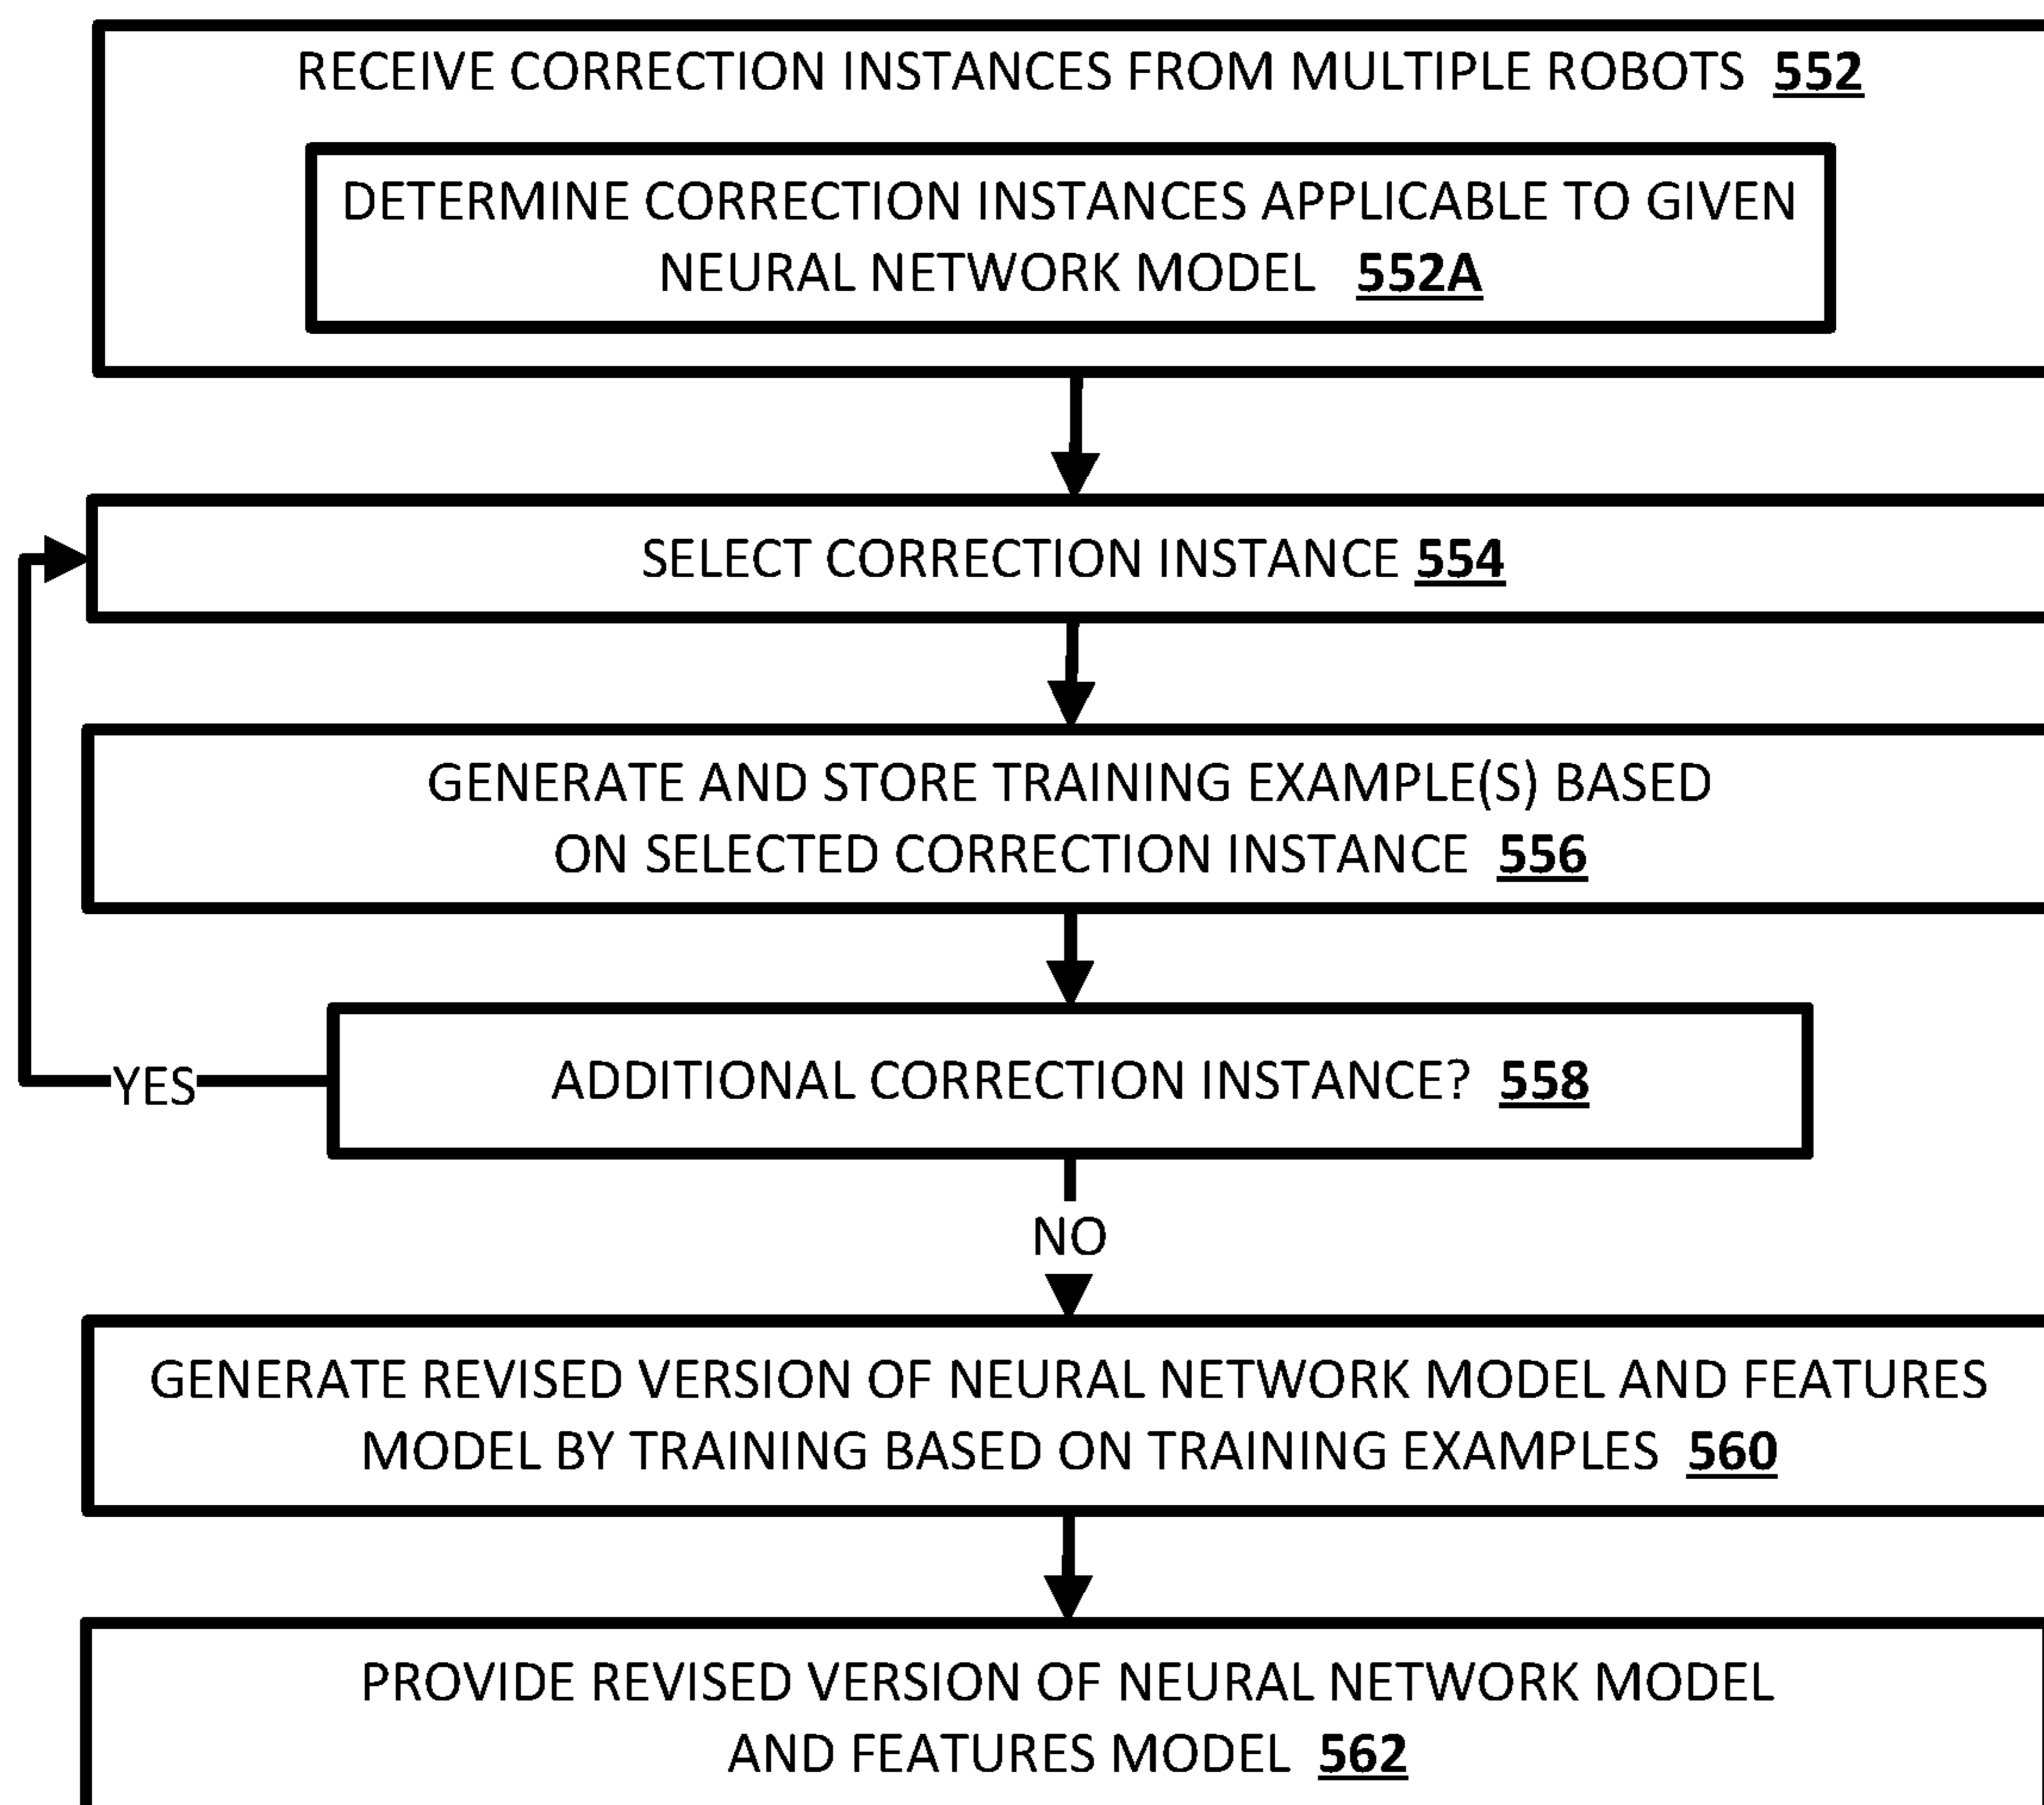 RECEIVE CORRECTION INSTANCES FROM MULTIPLE ROBOTS 552
DETERMINE CORRECTION INSTANCES APPLICABLE TO GIVEN
NEURAL NETWORK MODEL 552A
SELECT CORRECTION INSTANCE 554
GENERATE AND STORE TRAINING EXAMPLE(S) BASED
ON SELECTED CORRECTION INSTANCE 556
ADDITIONAL CORRECTION INSTANCE? 558
YES
NO
GENERATE REVISED VERSION OF NEURAL NETWORK MODEL AND FEATURES
MODEL BY TRAINING BASED ON TRAINING EXAMPLES 560
PROVIDE REVISED VERSION OF NEURAL NETWORK MODEL
AND FEATURES MODEL 562